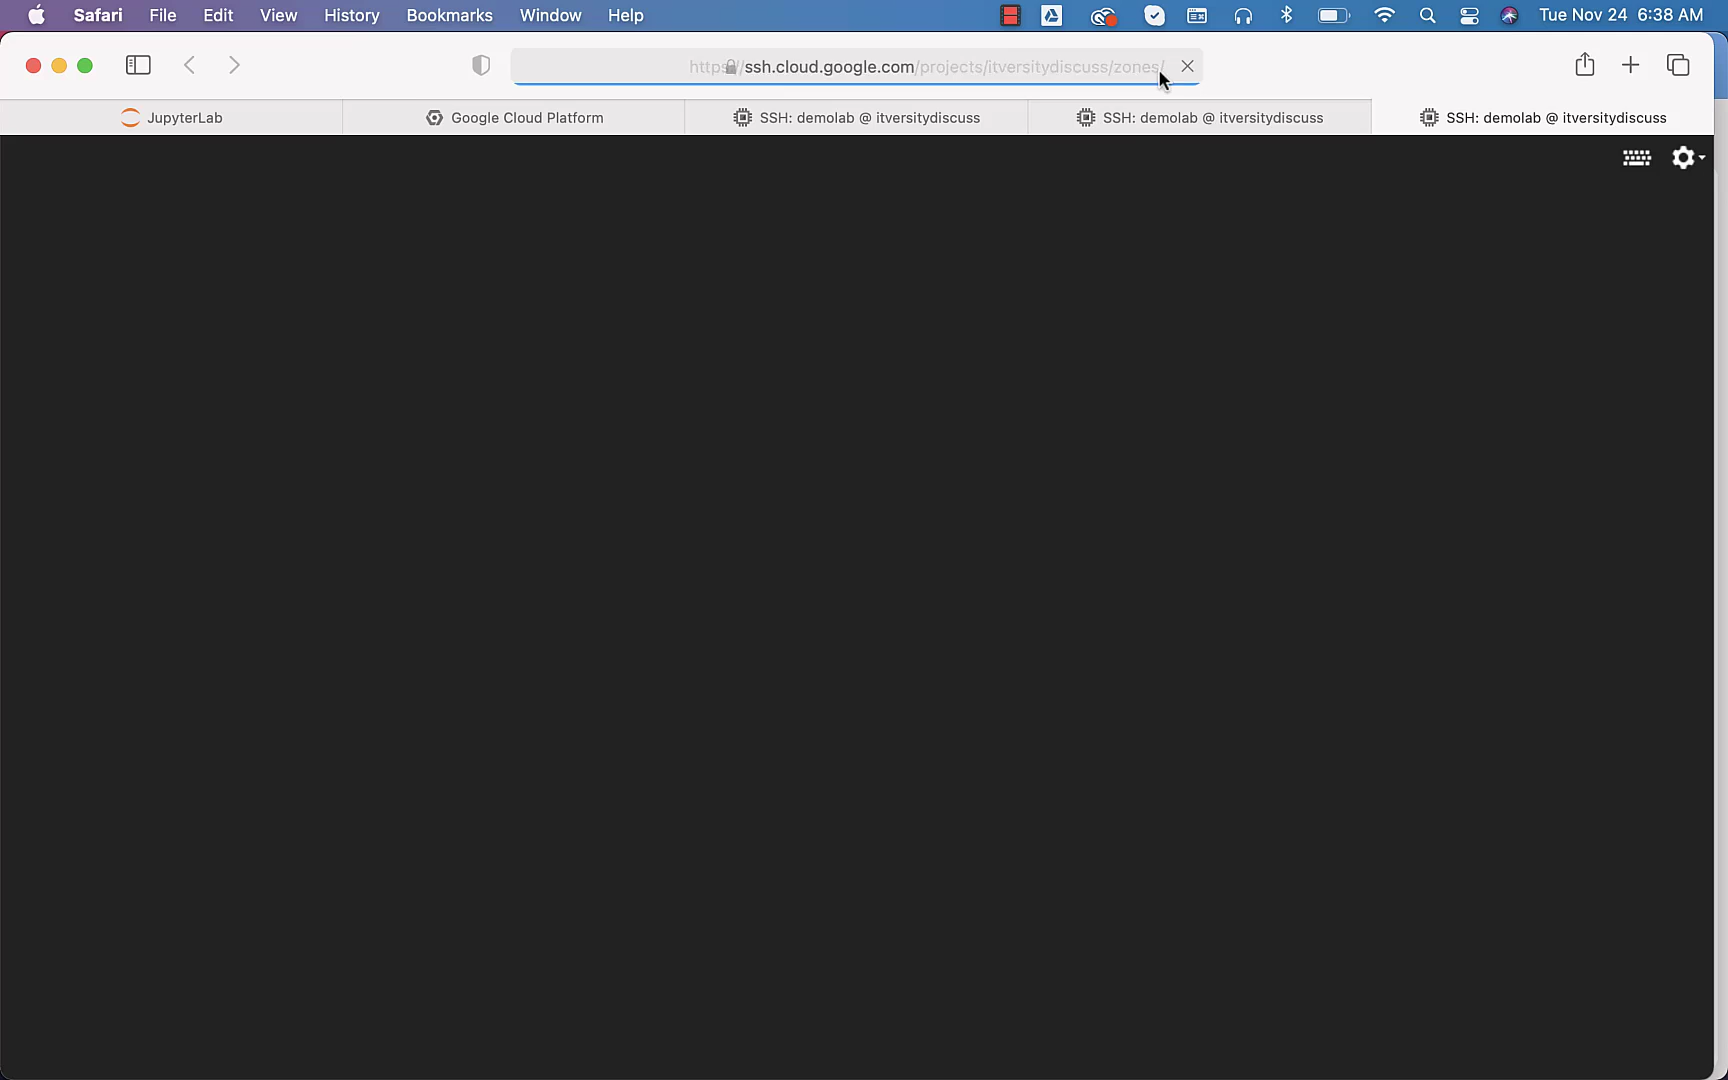 Safari File Edit View History Bookmarks Window Help Tue Nov 24 6:38 AM
https://ssh.cloud.google.com/projects/itversitydiscuss/zones/
JupyterLab Google Cloud Platform SSH: demolab @ itversitydiscuss SSH: demolab @ itversitydiscuss SSH: demolab @ itversitydiscuss